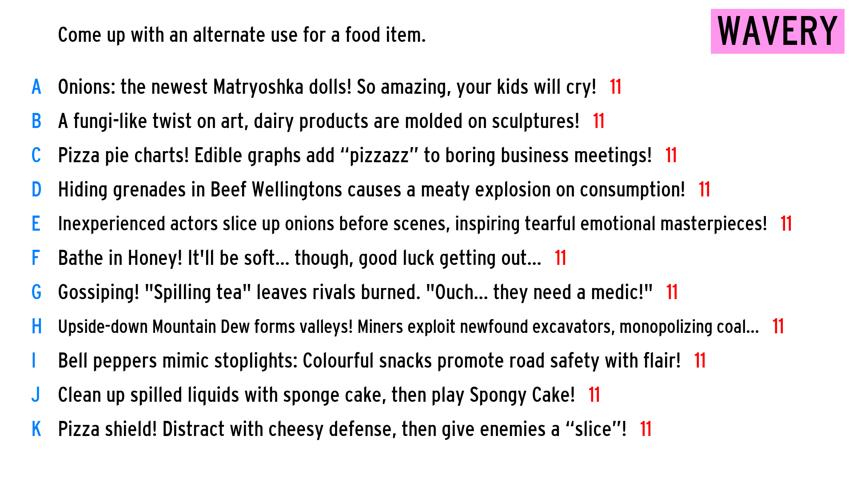 Come up with an alternate use for a food item.
WAVERY
A Onions: the newest Matryoshka dolls! So amazing, your kids will cry! 11
B A fungi-like twist on art, dairy products are molded on sculptures! 11
C Pizza pie charts! Edible graphs add “pizzazz” to boring business meetings! 11
D Hiding grenades in Beef Wellingtons causes a meaty explosion on consumption! 11
E Inexperienced actors slice up onions before scenes, inspiring tearful emotional masterpieces! 11
F Bathe in Honey! It'll be soft... though, good luck getting out... 11
G Gossiping! "Spilling tea" leaves rivals burned. "Ouch... they need a medic!" 11
H Upside-down Mountain Dew forms valleys! Miners exploit newfound excavators, monopolizing coal... 11
I Bell peppers mimic stoplights: Colourful snacks promote road safety with flair! 11
J Clean up spilled liquids with sponge cake, then play Spongy Cake! 11
K Pizza shield! Distract with cheesy defense, then give enemies a “slice”! 11